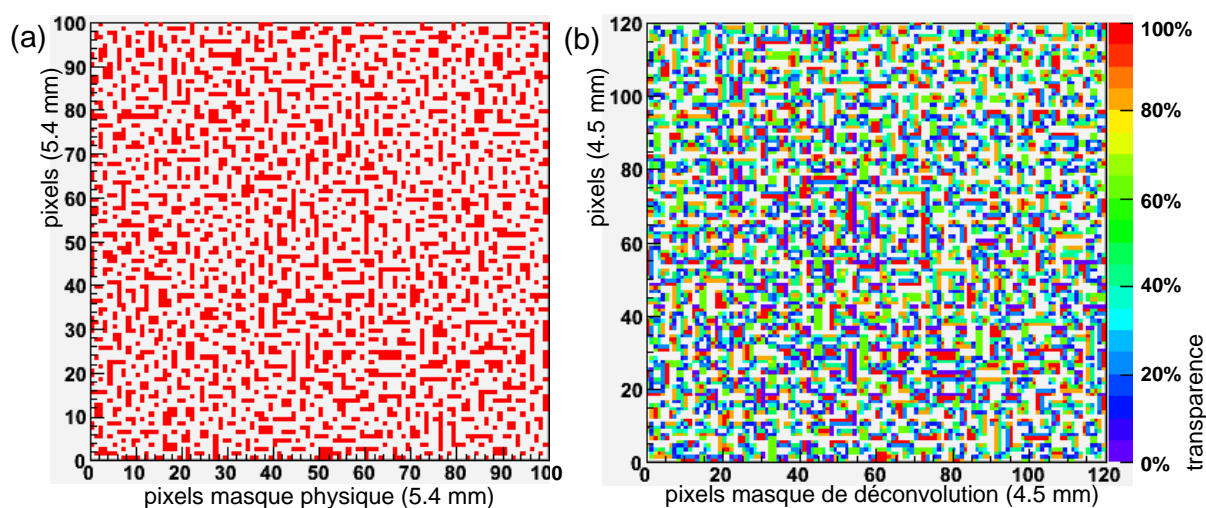 (a)
100
90
80
70
60
50
40
30
20
10
0
pixels (5.4 mm)
0 10 20 30 40 50 60 70 80 90 100
pixels masque physique (5.4 mm)
(b)
120
100
80
60
40
20
0
pixels (4.5 mm)
0 20 40 60 80 100 120
pixels masque de déconvolution (4.5 mm)
100%
80%
60%
40%
20%
0%
transparence